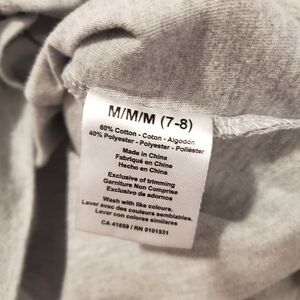 M/M/M (7-8)
60% Cotton - Coton - Algodón
40% Polyester - Polyester - Poliéster
Made in China
Fabriqué en Chine
Hecho en China
Exclusive of trimming
Garniture Non Comprise
Exclusivo de adornos
Wash with like colours.
Laver avec des couleurs semblables.
Lavar con colores similares
CA 41889 / RN 0101531